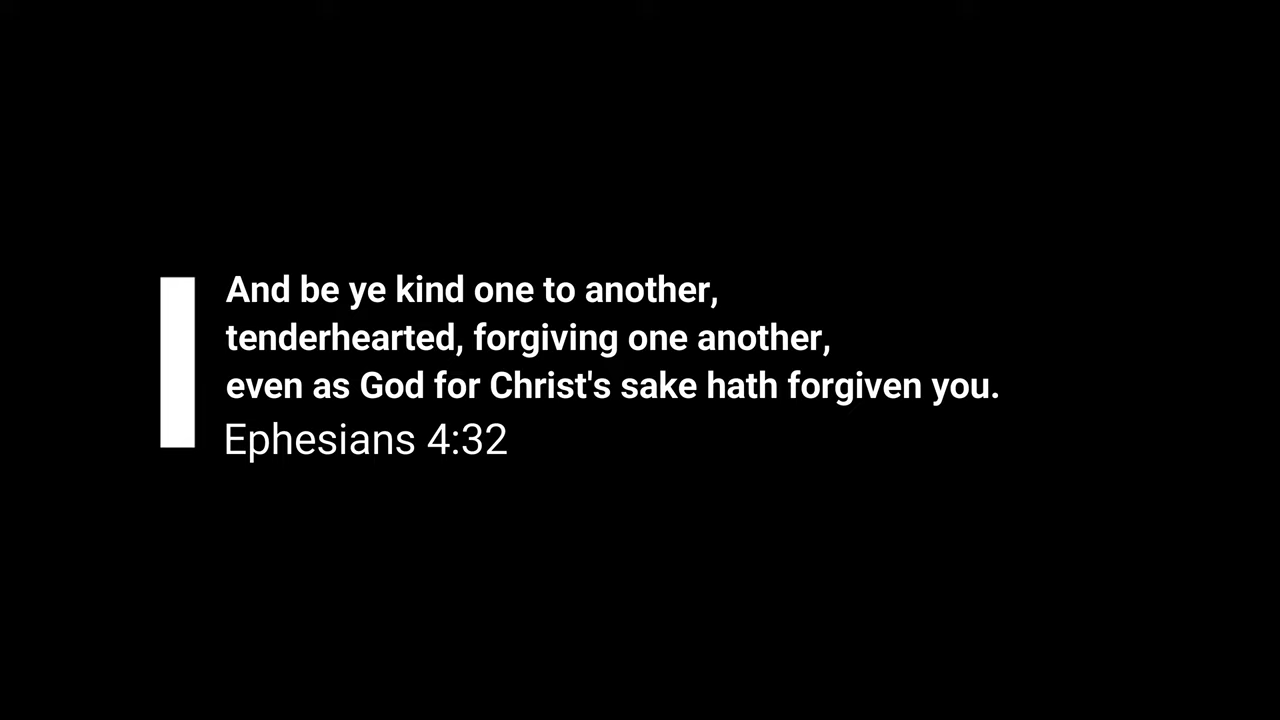 And be ye kind one to another,
tenderhearted, forgiving one another,
even as God for Christ's sake hath forgiven you.
Ephesians 4:32